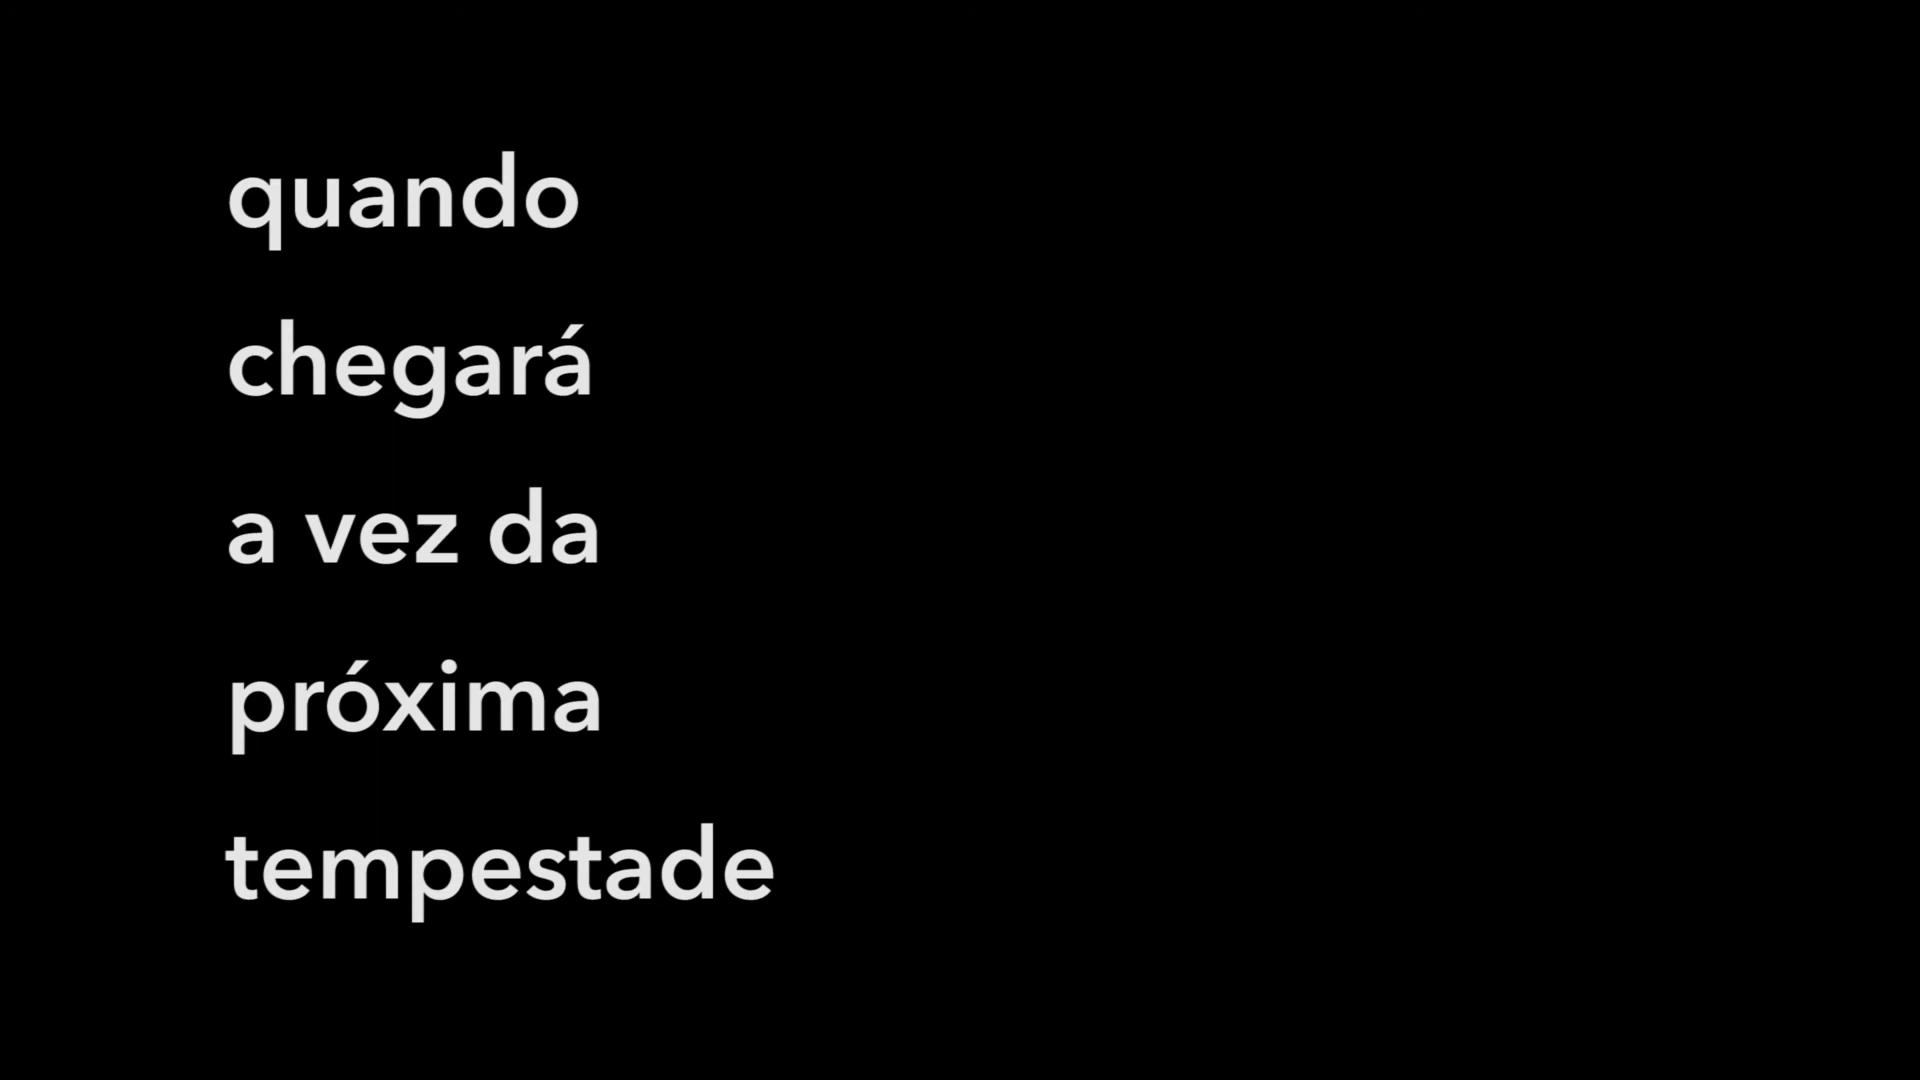 quando
chegará
a vez da
próxima
tempestade